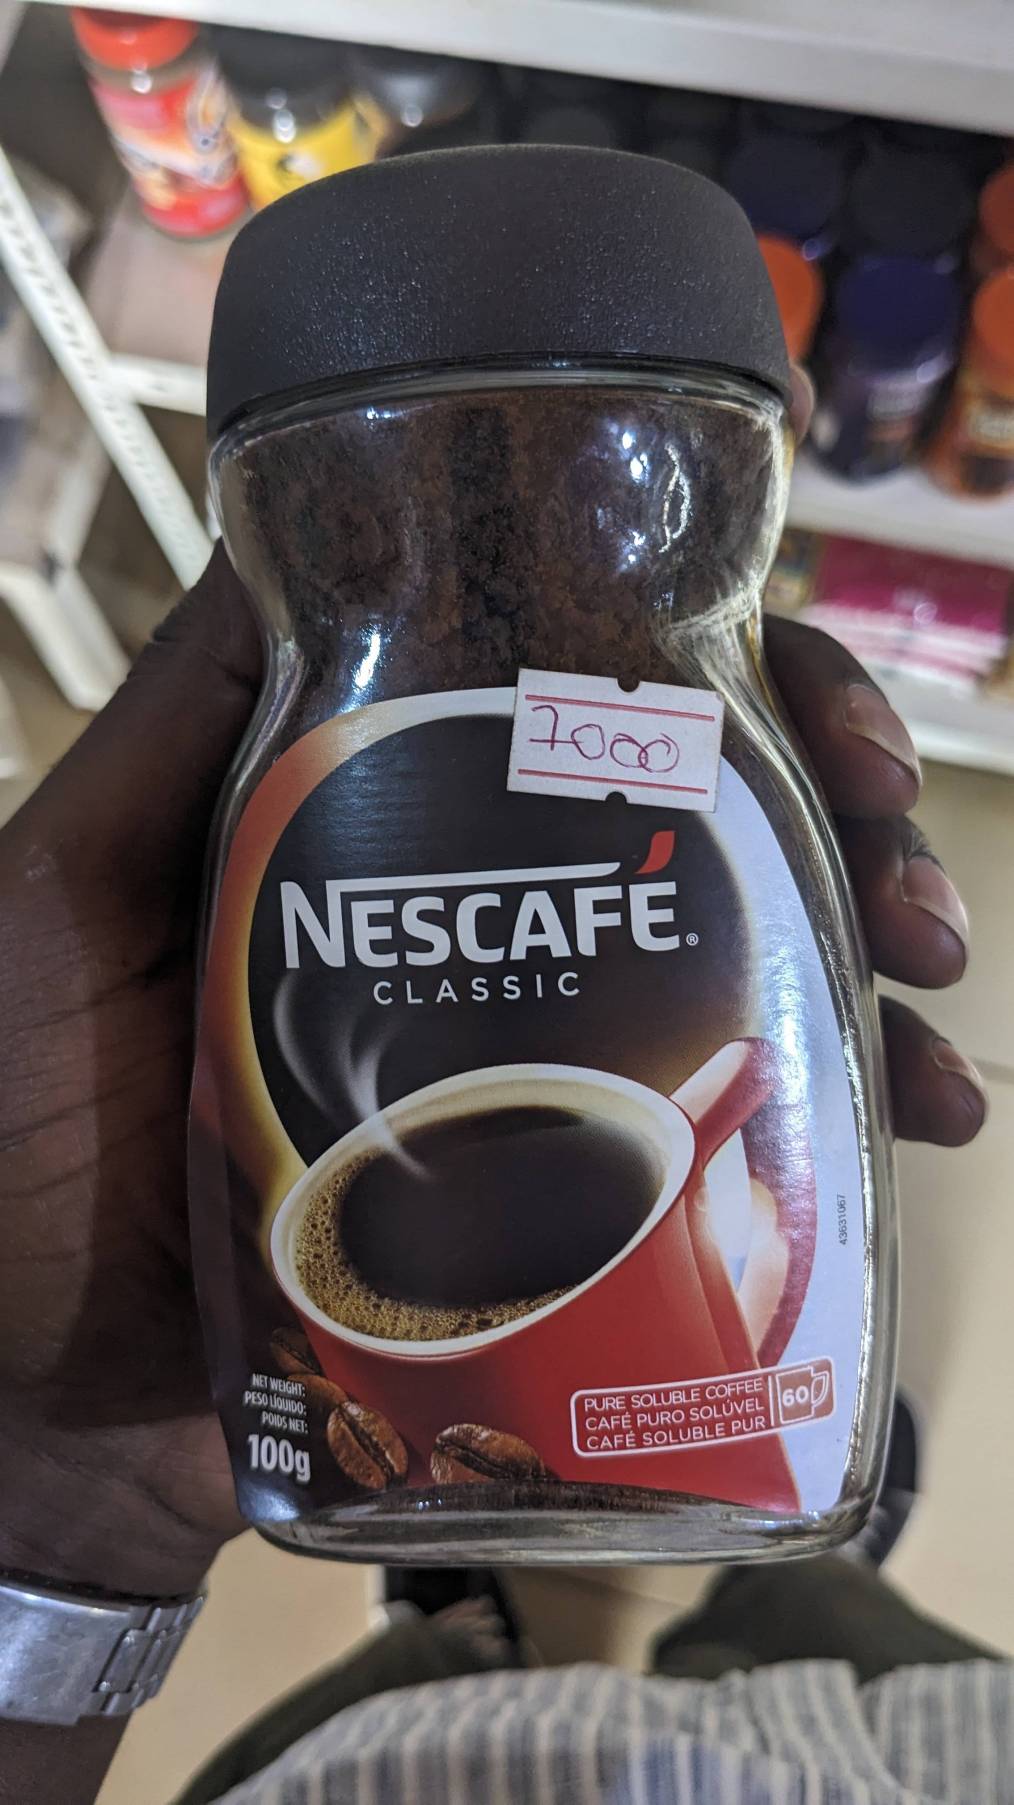 7000
NESCAFÉ®
CLASSIC
43631067
NET WEIGHT:
PESO LÍQUIDO:
POIDS NET:
100g
PURE SOLUBLE COFFEE
CAFÉ PURO SOLÚVEL
CAFÉ SOLUBLE PUR
60